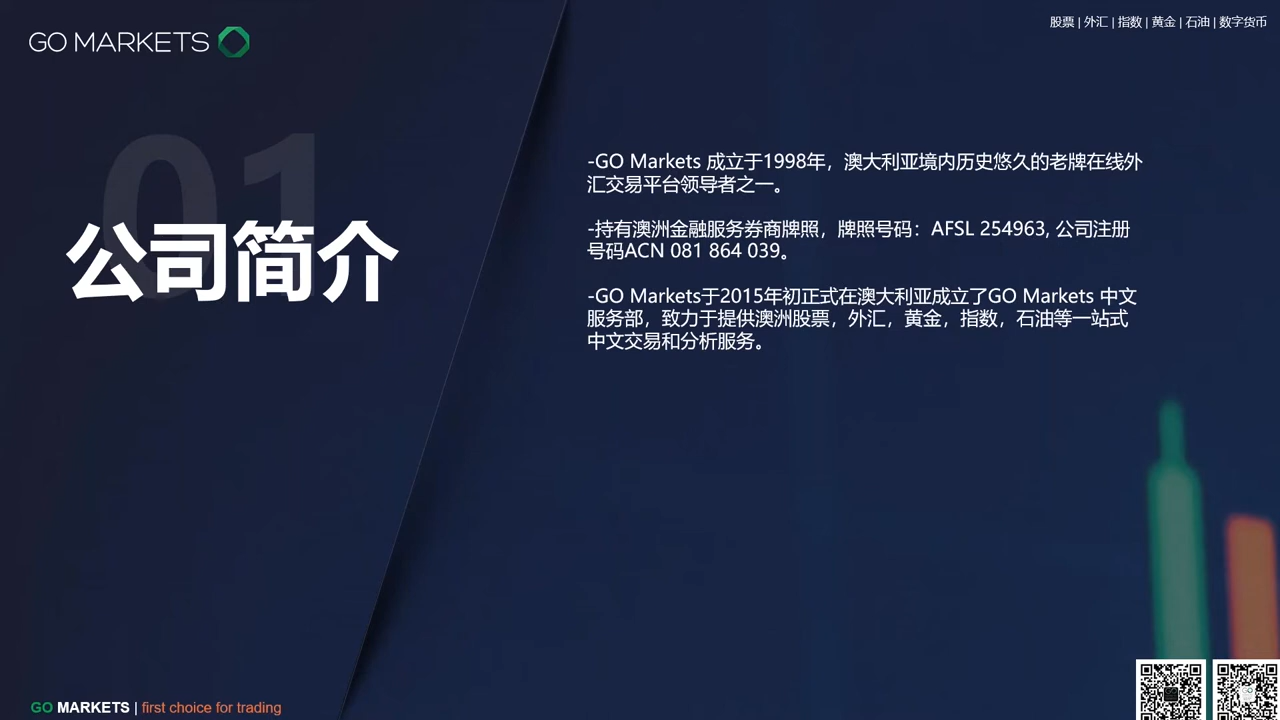 GO MARKETS
股票 | 外汇 | 指数 | 黄金 | 石油 | 数字货币
01
公司简介
-GO Markets 成立于1998年，澳大利亚境内历史悠久的老牌在线外
汇交易平台领导者之一。
-持有澳洲金融服务券商牌照，牌照号码：AFSL 254963, 公司注册
号码ACN 081 864 039。
-GO Markets于2015年初正式在澳大利亚成立了GO Markets 中文
服务部，致力于提供澳洲股票，外汇，黄金，指数，石油等一站式
中文交易和分析服务。
GO MARKETS | first choice for trading